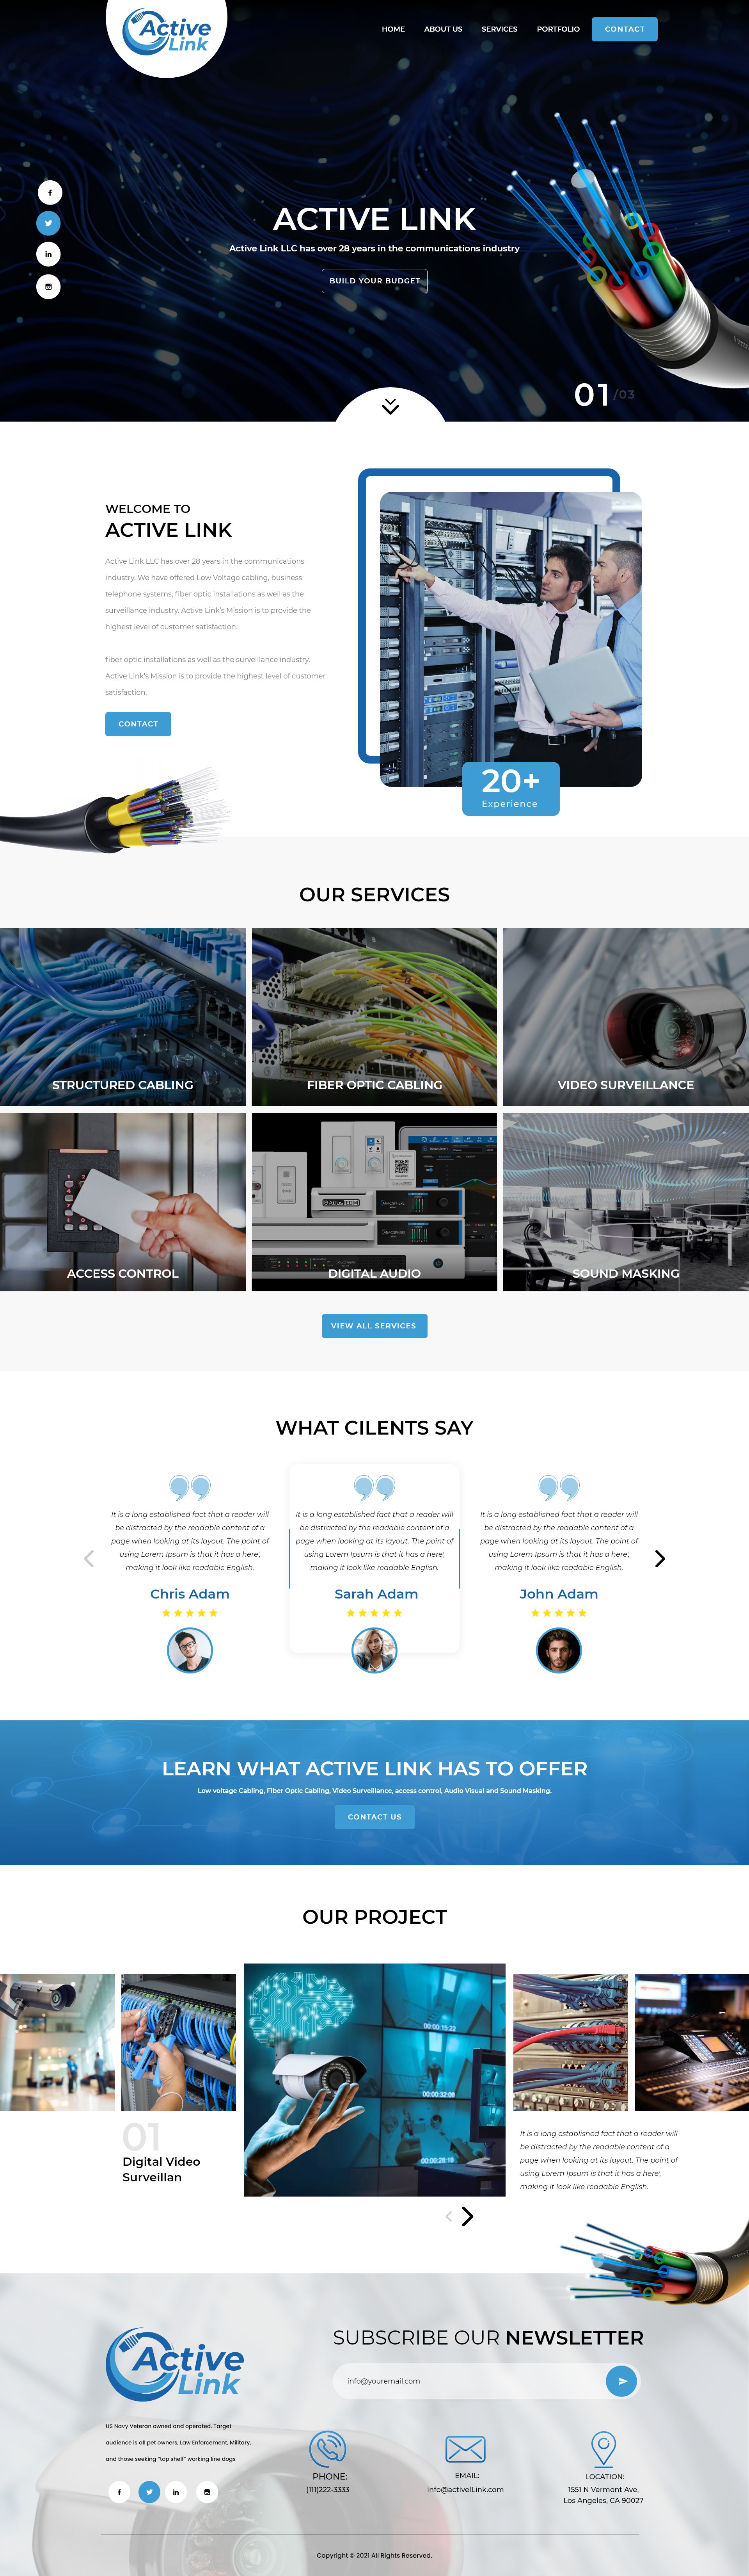 Active
Link
HOME ABOUT US SERVICES PORTFOLIO CONTACT
ACTIVE LINK
Active Link LLC has over 28 years in the communications industry
BUILD YOUR BUDGET
01/03
WELCOME TO
ACTIVE LINK
Active Link LLC has over 28 years in the communications
industry. We have offered Low Voltage cabling, business
telephone systems, fiber optic installations as well as the
surveillance industry. Active Link's Mission is to provide the
highest level of customer satisfaction.
fiber optic installations as well as the surveillance industry.
Active Link's Mission is to provide the highest level of customer
satisfaction.
CONTACT
20+
Experience
OUR SERVICES
STRUCTURED CABLING
FIBER OPTIC CABLING
VIDEO SURVEILLANCE
ACCESS CONTROL
DIGITAL AUDIO
SOUND MASKING
VIEW ALL SERVICES
WHAT CILENTS SAY
It is a long established fact that a reader will
be distracted by the readable content of a
page when looking at its layout. The point of
using Lorem Ipsum is that it has a here',
making it look like readable English.
Chris Adam
It is a long established fact that a reader will
be distracted by the readable content of a
page when looking at its layout. The point of
using Lorem Ipsum is that it has a here',
making it look like readable English.
Sarah Adam
It is a long established fact that a reader will
be distracted by the readable content of a
page when looking at its layout. The point of
using Lorem Ipsum is that it has a here',
making it look like readable English.
John Adam
LEARN WHAT ACTIVE LINK HAS TO OFFER
Low voltage Cabling, Fiber Optic Cabling, Video Surveillance, access control, Audio Visual and Sound Masking.
CONTACT US
OUR PROJECT
00:00:15:22
00:00:32:08
00:00:28:18
01
Digital Video
Surveillan
It is a long established fact that a reader will
be distracted by the readable content of a
page when looking at its layout. The point of
using Lorem Ipsum is that it has a here',
making it look like readable English.
Active
Link
US Navy Veteran owned and operated. Target
audience is all pet owners, Law Enforcement, Military,
and those seeking "top shelf" working line dogs
SUBSCRIBE OUR NEWSLETTER
info@youremail.com
PHONE:
(111)222-3333
EMAIL:
info@activelLink.com
LOCATION:
1551 N Vermont Ave,
Los Angeles, CA 90027
Copyright © 2021 All Rights Reserved.